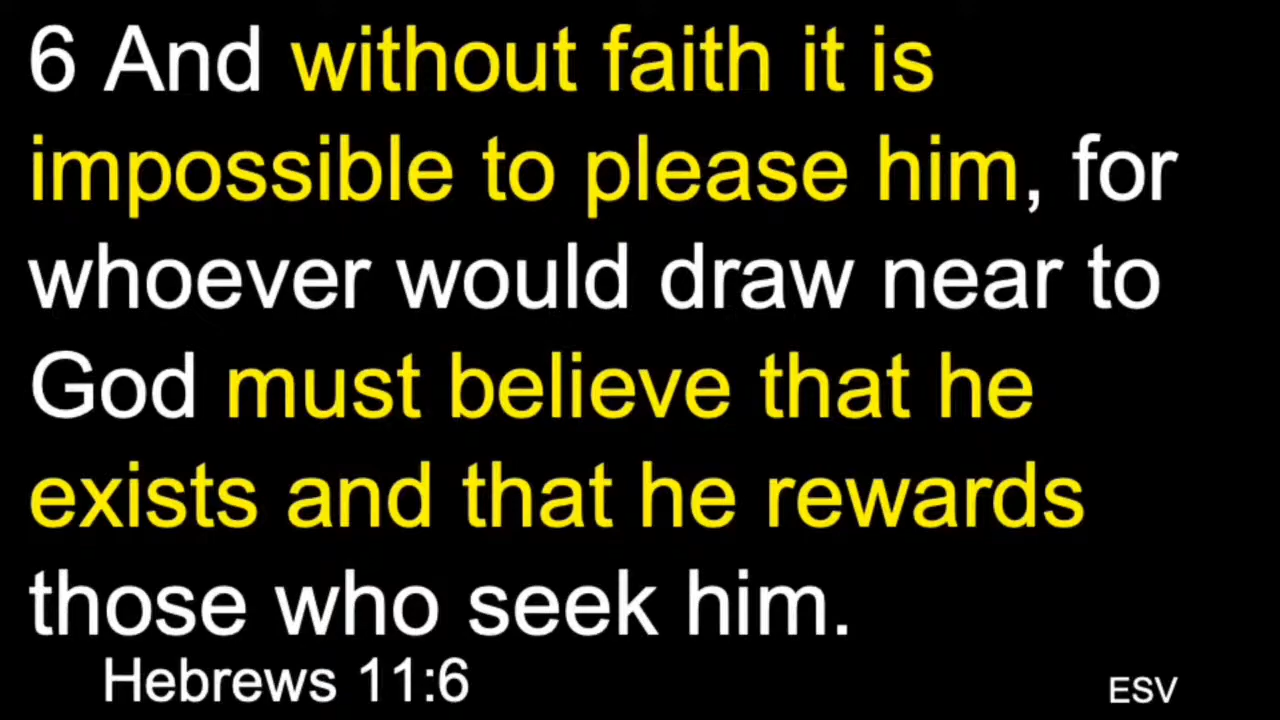 6 And without faith it is
impossible to please him, for
whoever would draw near to
God must believe that he
exists and that he rewards
those who seek him.
Hebrews 11:6
ESV